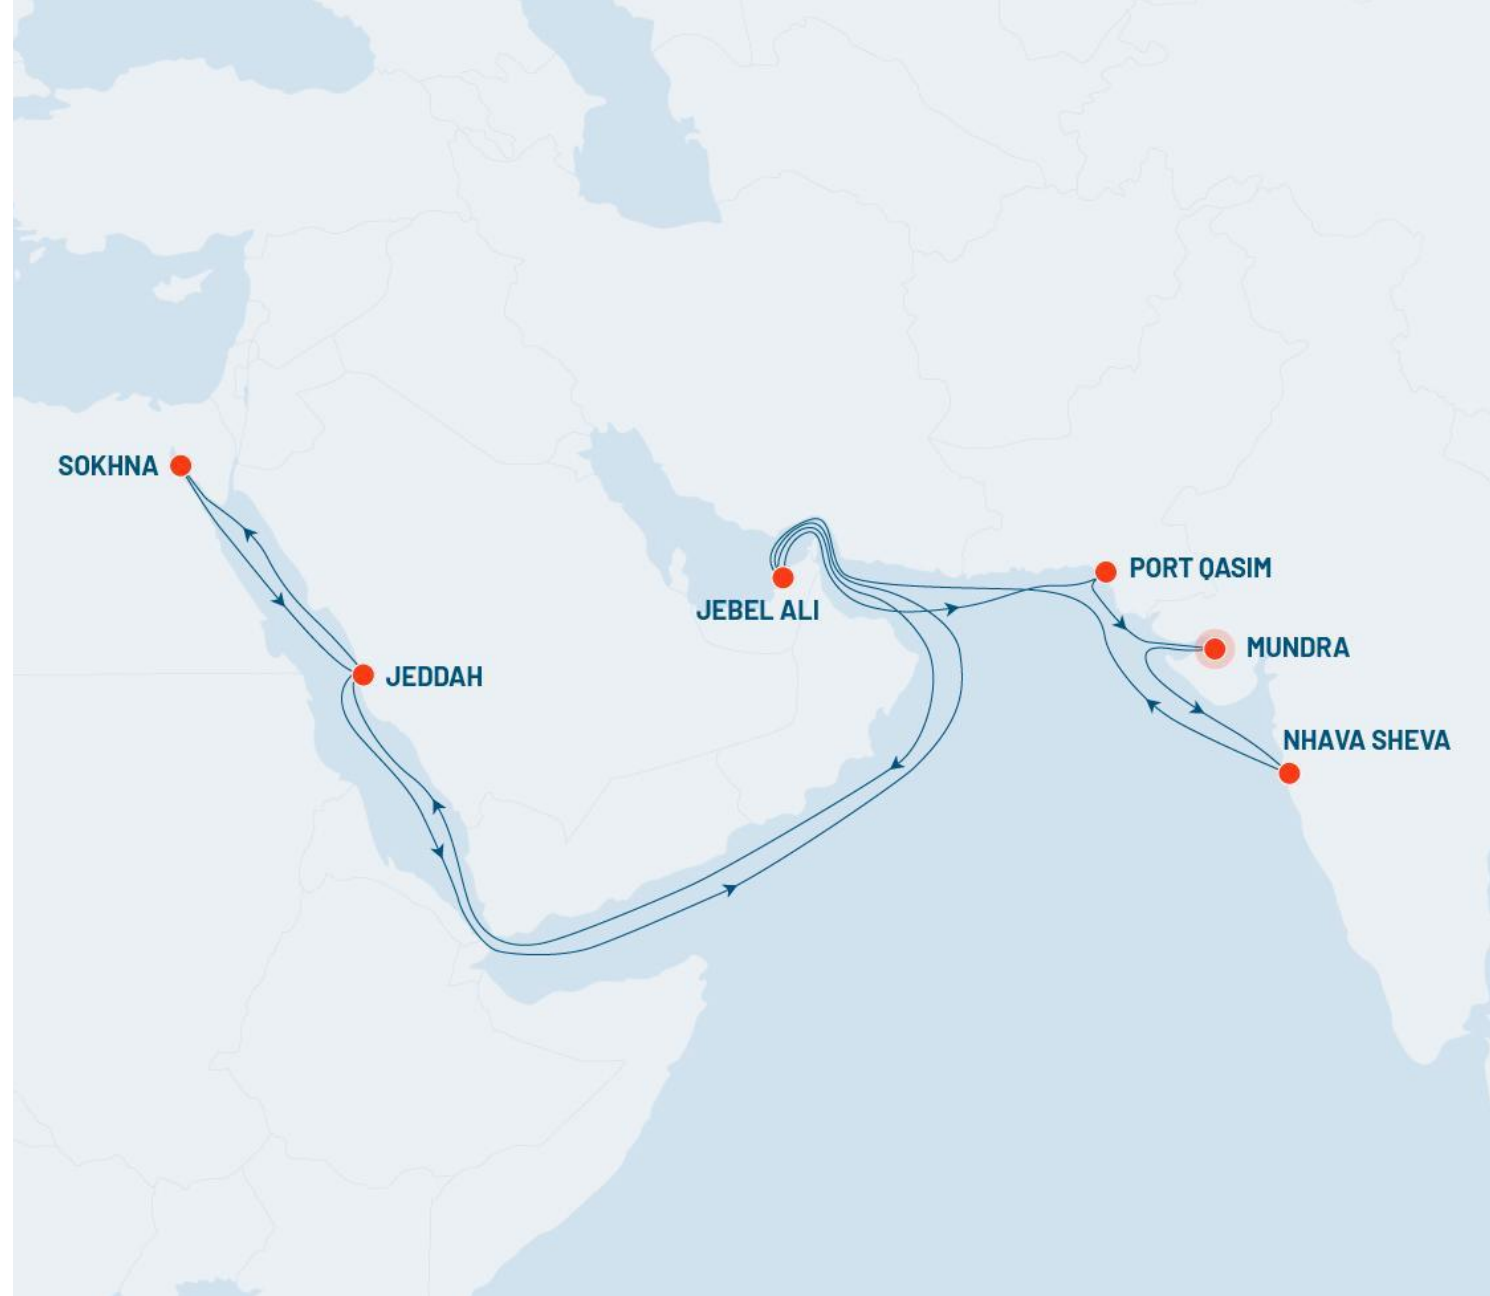 SOKHNA
PORT QASIM
JEBEL ALI
MUNDRA
JEDDAH
NHAVA SHEVA